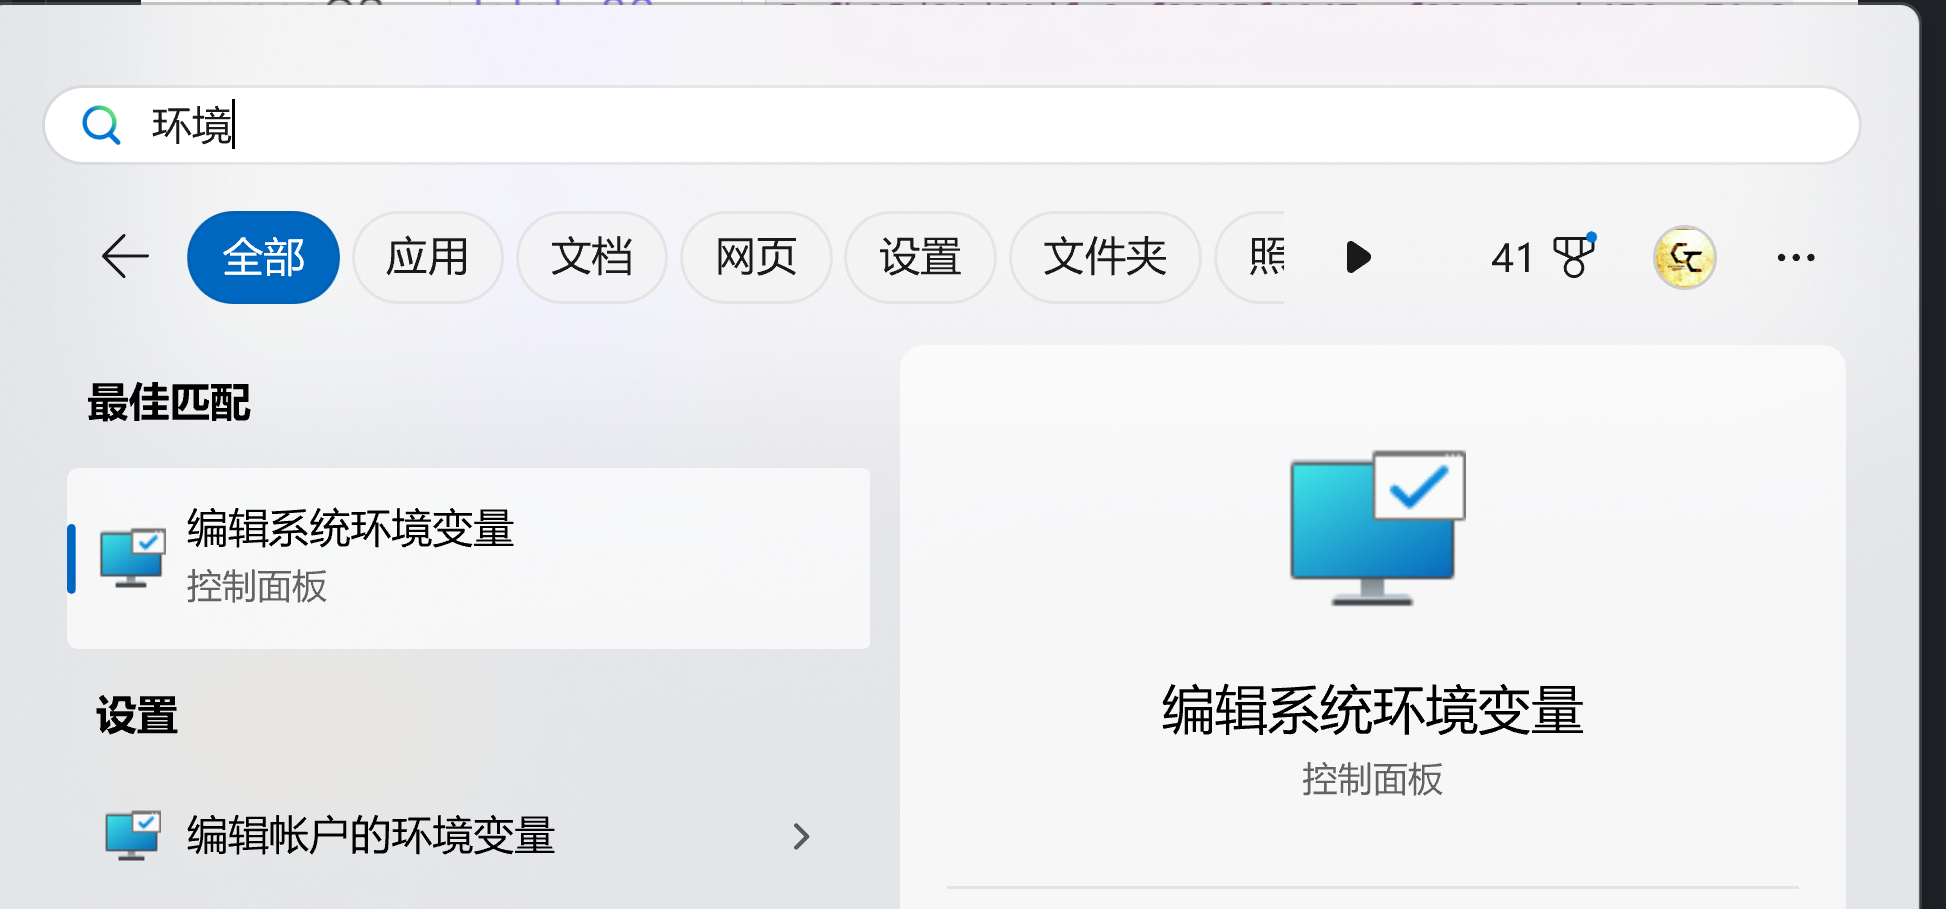 环境
全部 应用 文档 网页 设置 文件夹 照 41
最佳匹配
编辑系统环境变量
控制面板
设置
编辑帐户的环境变量
编辑系统环境变量
控制面板